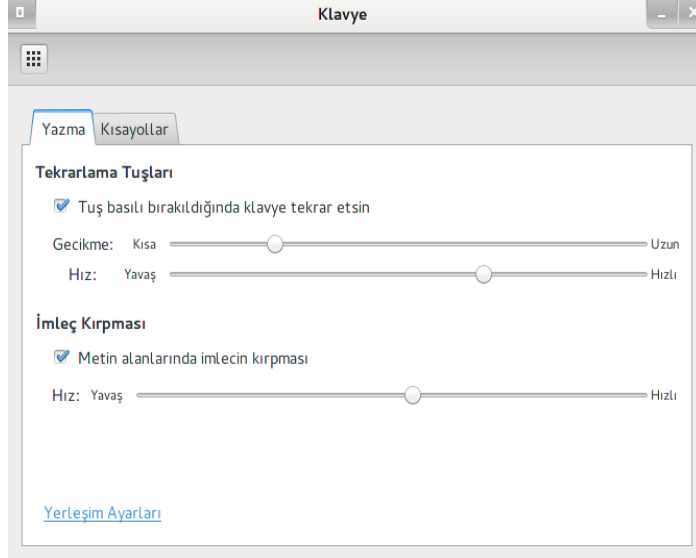 Klavye
Yazma Kısayollar
Tekrarlama Tuşları
Tuş basılı bırakıldığında klavye tekrar etsin
Gecikme: Kısa Uzun
Hız: Yavaş Hızlı
İmleç Kırpması
Metin alanlarında imlecin kırpması
Hız: Yavaş Hızlı
Yerleşim Ayarları